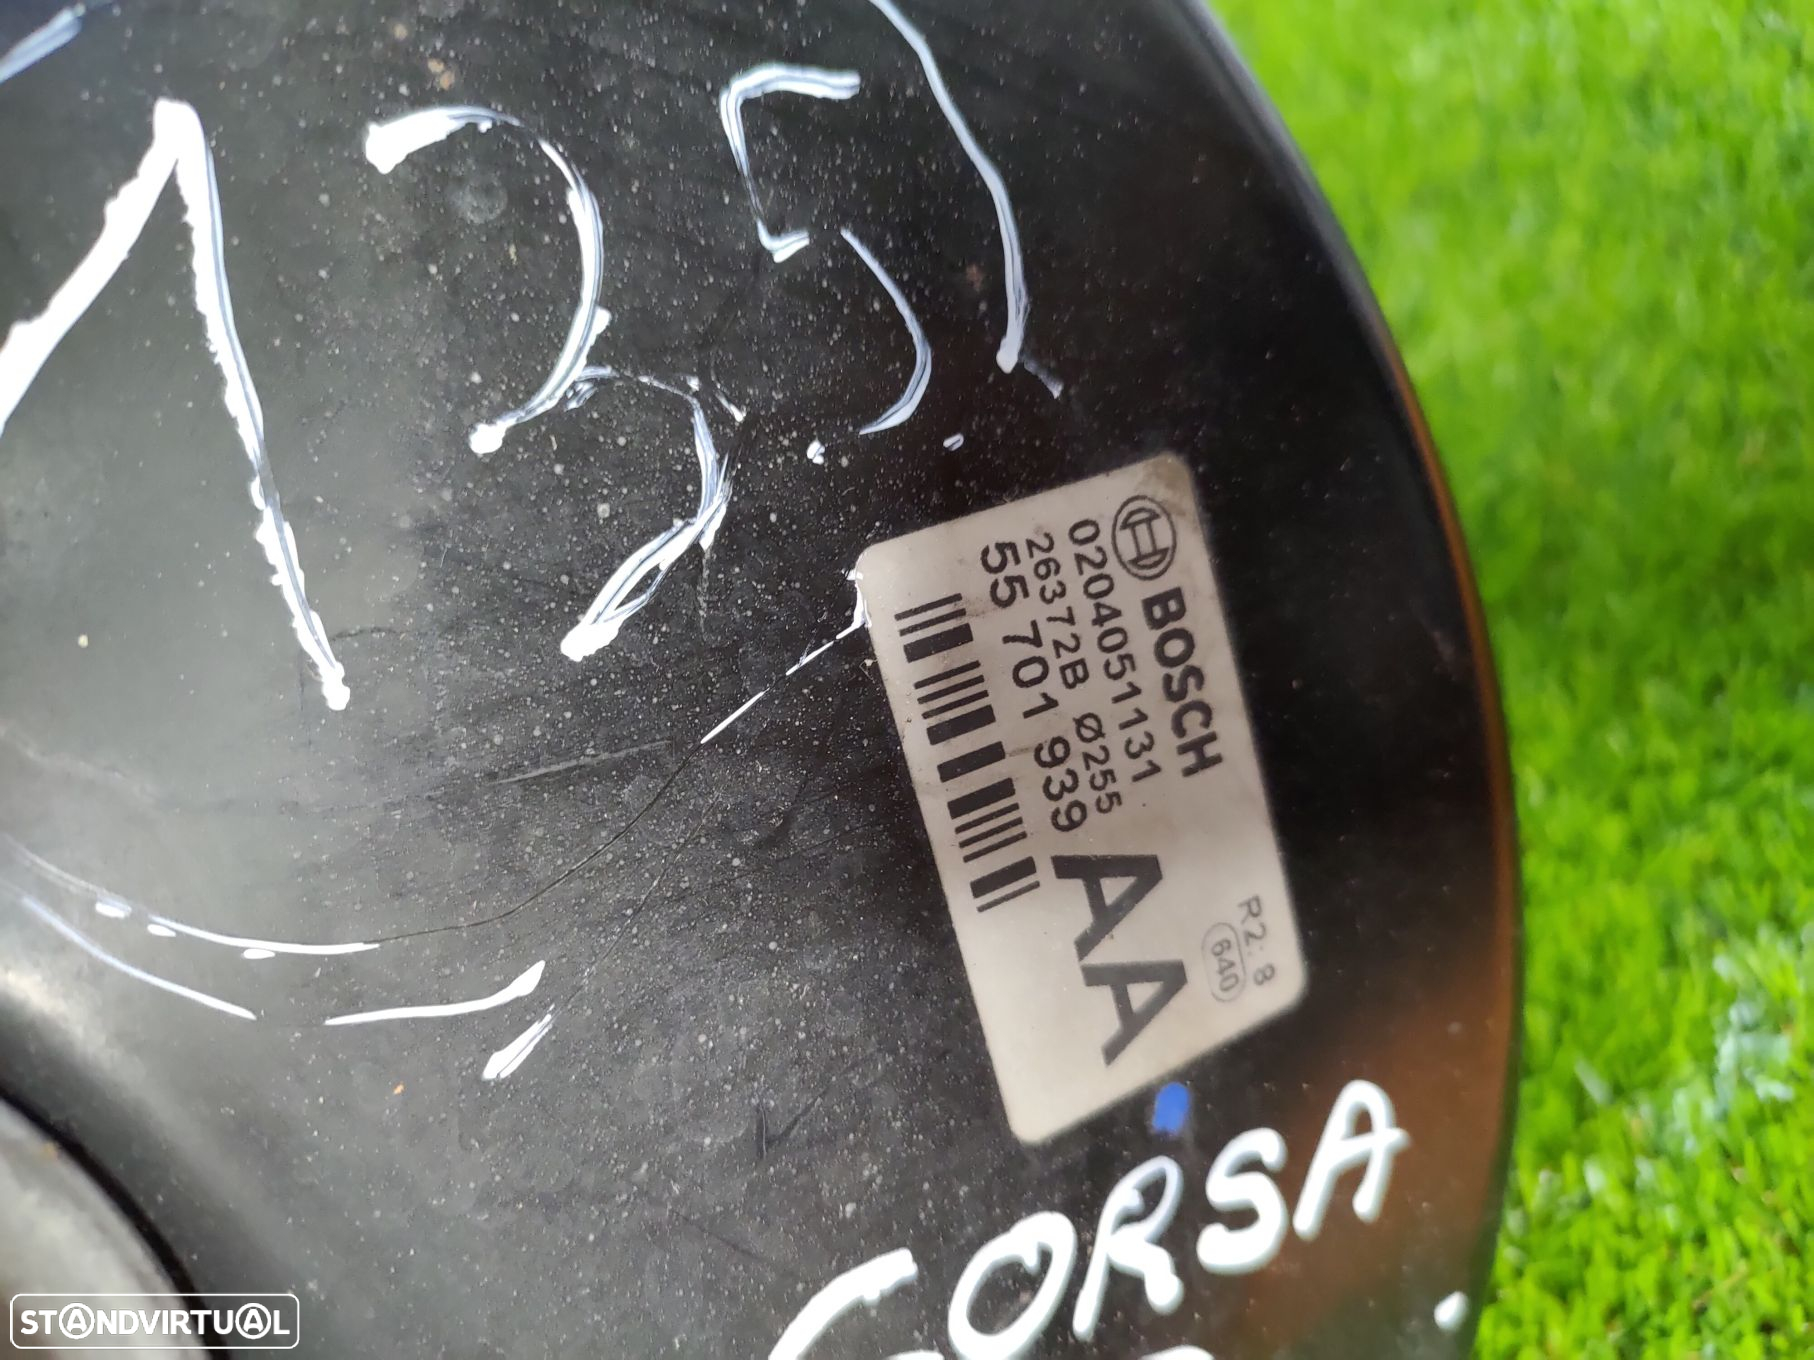 135
BOSCH
0204051131
26372B Ø255
55 701 939
AA
R2:8
640
CORSA
STANDVIRTUAL